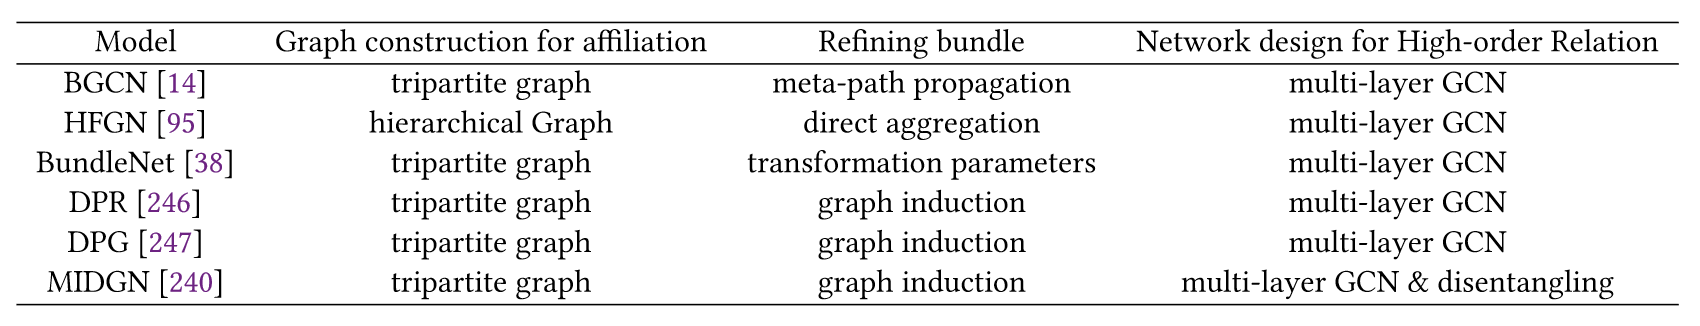 Model Graph construction for affiliation Refining bundle Network design for High-order Relation
BGCN [14] tripartite graph meta-path propagation multi-layer GCN
HFGN [95] hierarchical Graph direct aggregation multi-layer GCN
BundleNet [38] tripartite graph transformation parameters multi-layer GCN
DPR [246] tripartite graph graph induction multi-layer GCN
DPG [247] tripartite graph graph induction multi-layer GCN
MIDGN [240] tripartite graph graph induction multi-layer GCN & disentangling